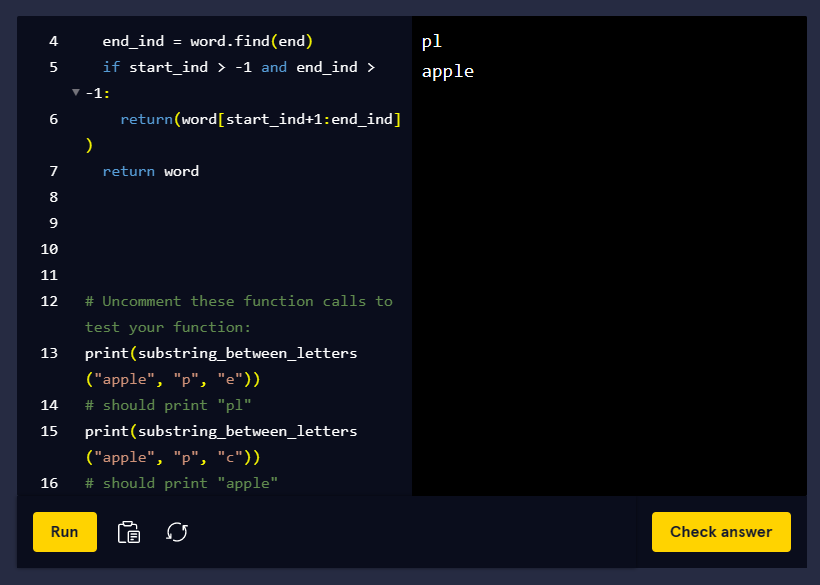 4 end_ind = word.find(end)
5 if start_ind > -1 and end_ind >
-1:
6 return(word[start_ind+1:end_ind]
)
7 return word
8
9
10
11
12 # Uncomment these function calls to
test your function:
13 print(substring_between_letters
("apple", "p", "e"))
14 # should print "pl"
15 print(substring_between_letters
("apple", "p", "c"))
16 # should print "apple"
pl
apple
Run
Check answer